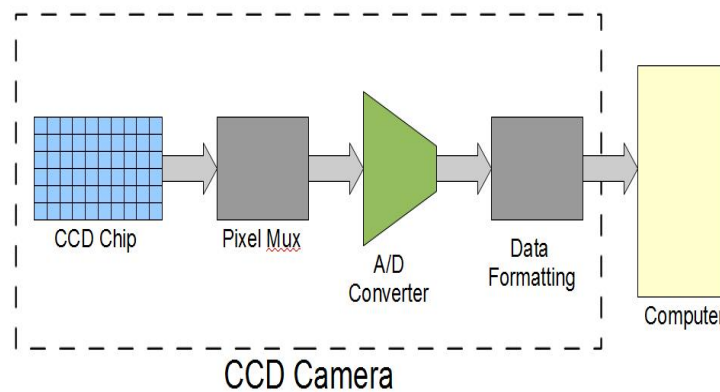 CCD Chip
Pixel Mux
A/D
Converter
Data
Formatting
Computer
CCD Camera